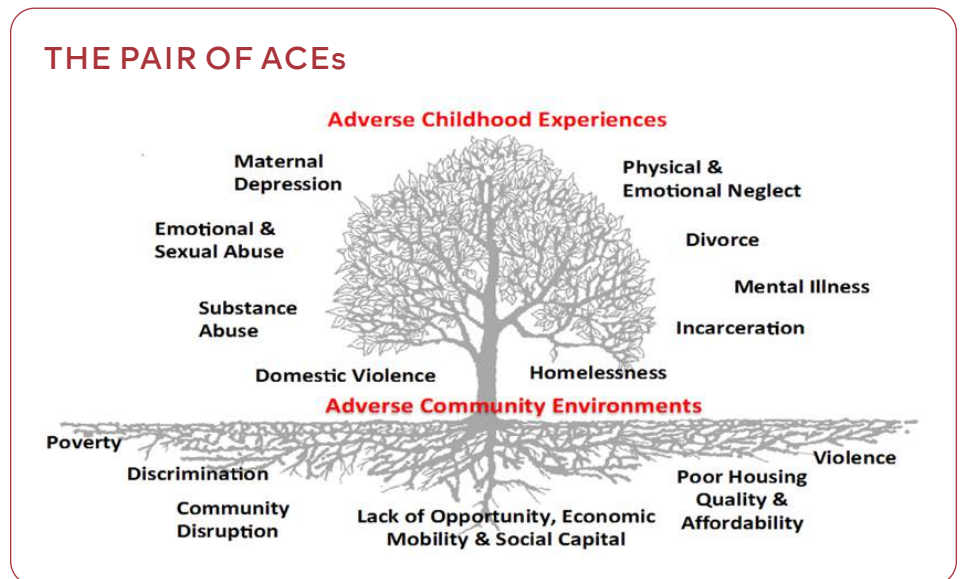 THE PAIR OF ACEs
Adverse Childhood Experiences
Maternal
Depression
Physical &
Emotional Neglect
Emotional &
Sexual Abuse
Divorce
Mental Illness
Substance
Abuse
Incarceration
Domestic Violence
Homelessness
Adverse Community Environments
Poverty
Discrimination
Community
Disruption
Lack of Opportunity, Economic
Mobility & Social Capital
Poor Housing
Quality &
Affordability
Violence